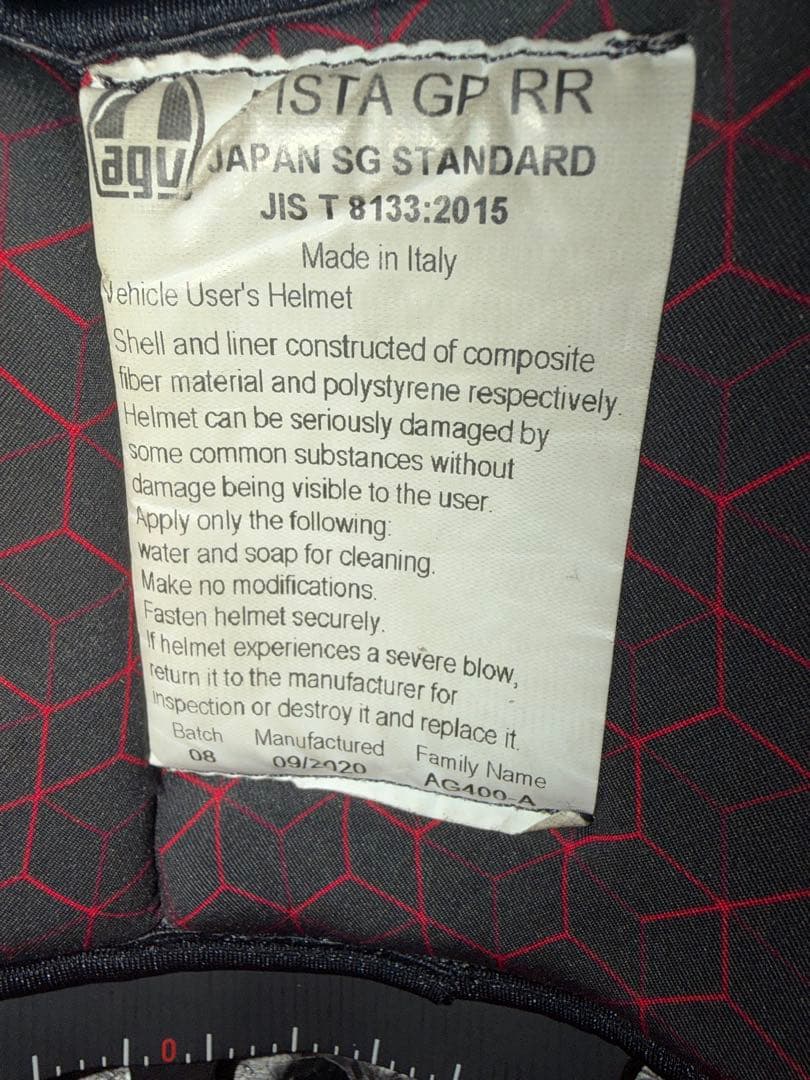 agv
ISTA GP RR
JAPAN SG STANDARD
JIS T 8133:2015
Made in Italy
Vehicle User's Helmet
Shell and liner constructed of composite
fiber material and polystyrene respectively.
Helmet can be seriously damaged by
some common substances without
damage being visible to the user.
Apply only the following:
water and soap for cleaning.
Make no modifications.
Fasten helmet securely.
If helmet experiences a severe blow,
return it to the manufacturer for
inspection or destroy it and replace it.
Batch Manufactured Family Name
08 09/2020 AG400-A
0